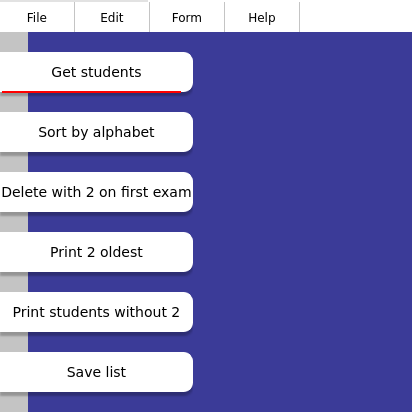 File Edit Form Help
Get students
Sort by alphabet
Delete with 2 on first exam
Print 2 oldest
Print students without 2
Save list